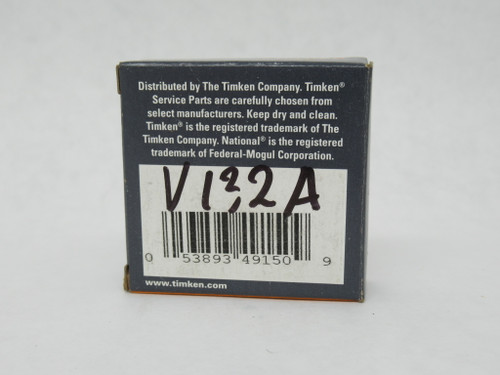 Distributed by The Timken Company. Timken®
Service Parts are carefully chosen from
select manufacturers. Keep dry and clean.
Timken® is the registered trademark of The
Timken Company. National® is the registered
trademark of Federal-Mogul Corporation.
0 53893 49150 9
www.timken.com